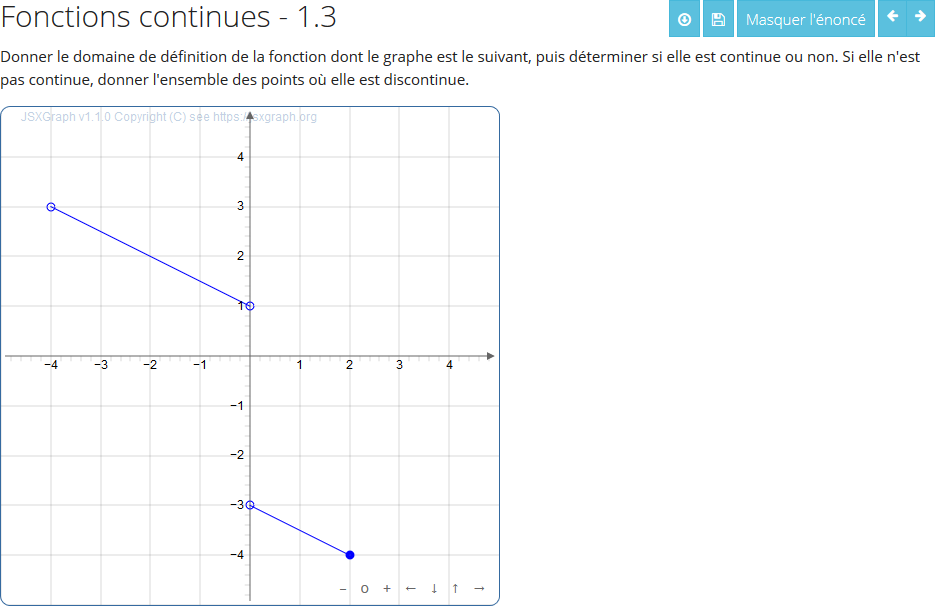 Fonctions continues - 1.3
Masquer l'énoncé
Donner le domaine de définition de la fonction dont le graphe est le suivant, puis déterminer si elle est continue ou non. Si elle n'est
pas continue, donner l'ensemble des points où elle est discontinue.
JSXGraph v1.1.0 Copyright (C) see https://jsxgraph.org
4
3
2
1
−4 −3 −2 −1 1 2 3 4
−1
−2
−3
−4
− o + ← ↓ ↑ →